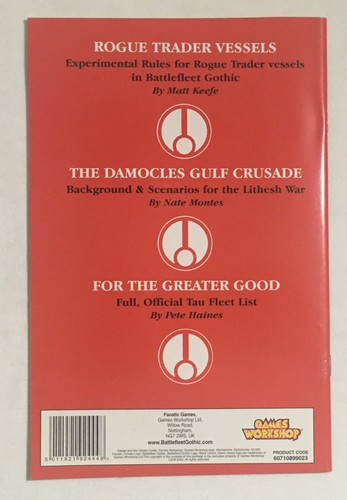 ROGUE TRADER VESSELS
Experimental Rules for Rogue Trader vessels
in Battlefleet Gothic
By Matt Keefe
THE DAMOCLES GULF CRUSADE
Background & Scenarios for the Lithesh War
By Nate Montes
FOR THE GREATER GOOD
Full, Official Tau Fleet List
By Pete Haines
Fanatic Games,
Games Workshop Ltd,
Willow Road,
Nottingham,
NG7 2WS, UK
www.BattlefleetGothic.com
GAMES
WORKSHOP
PRODUCT CODE
60710899023
5011921924448